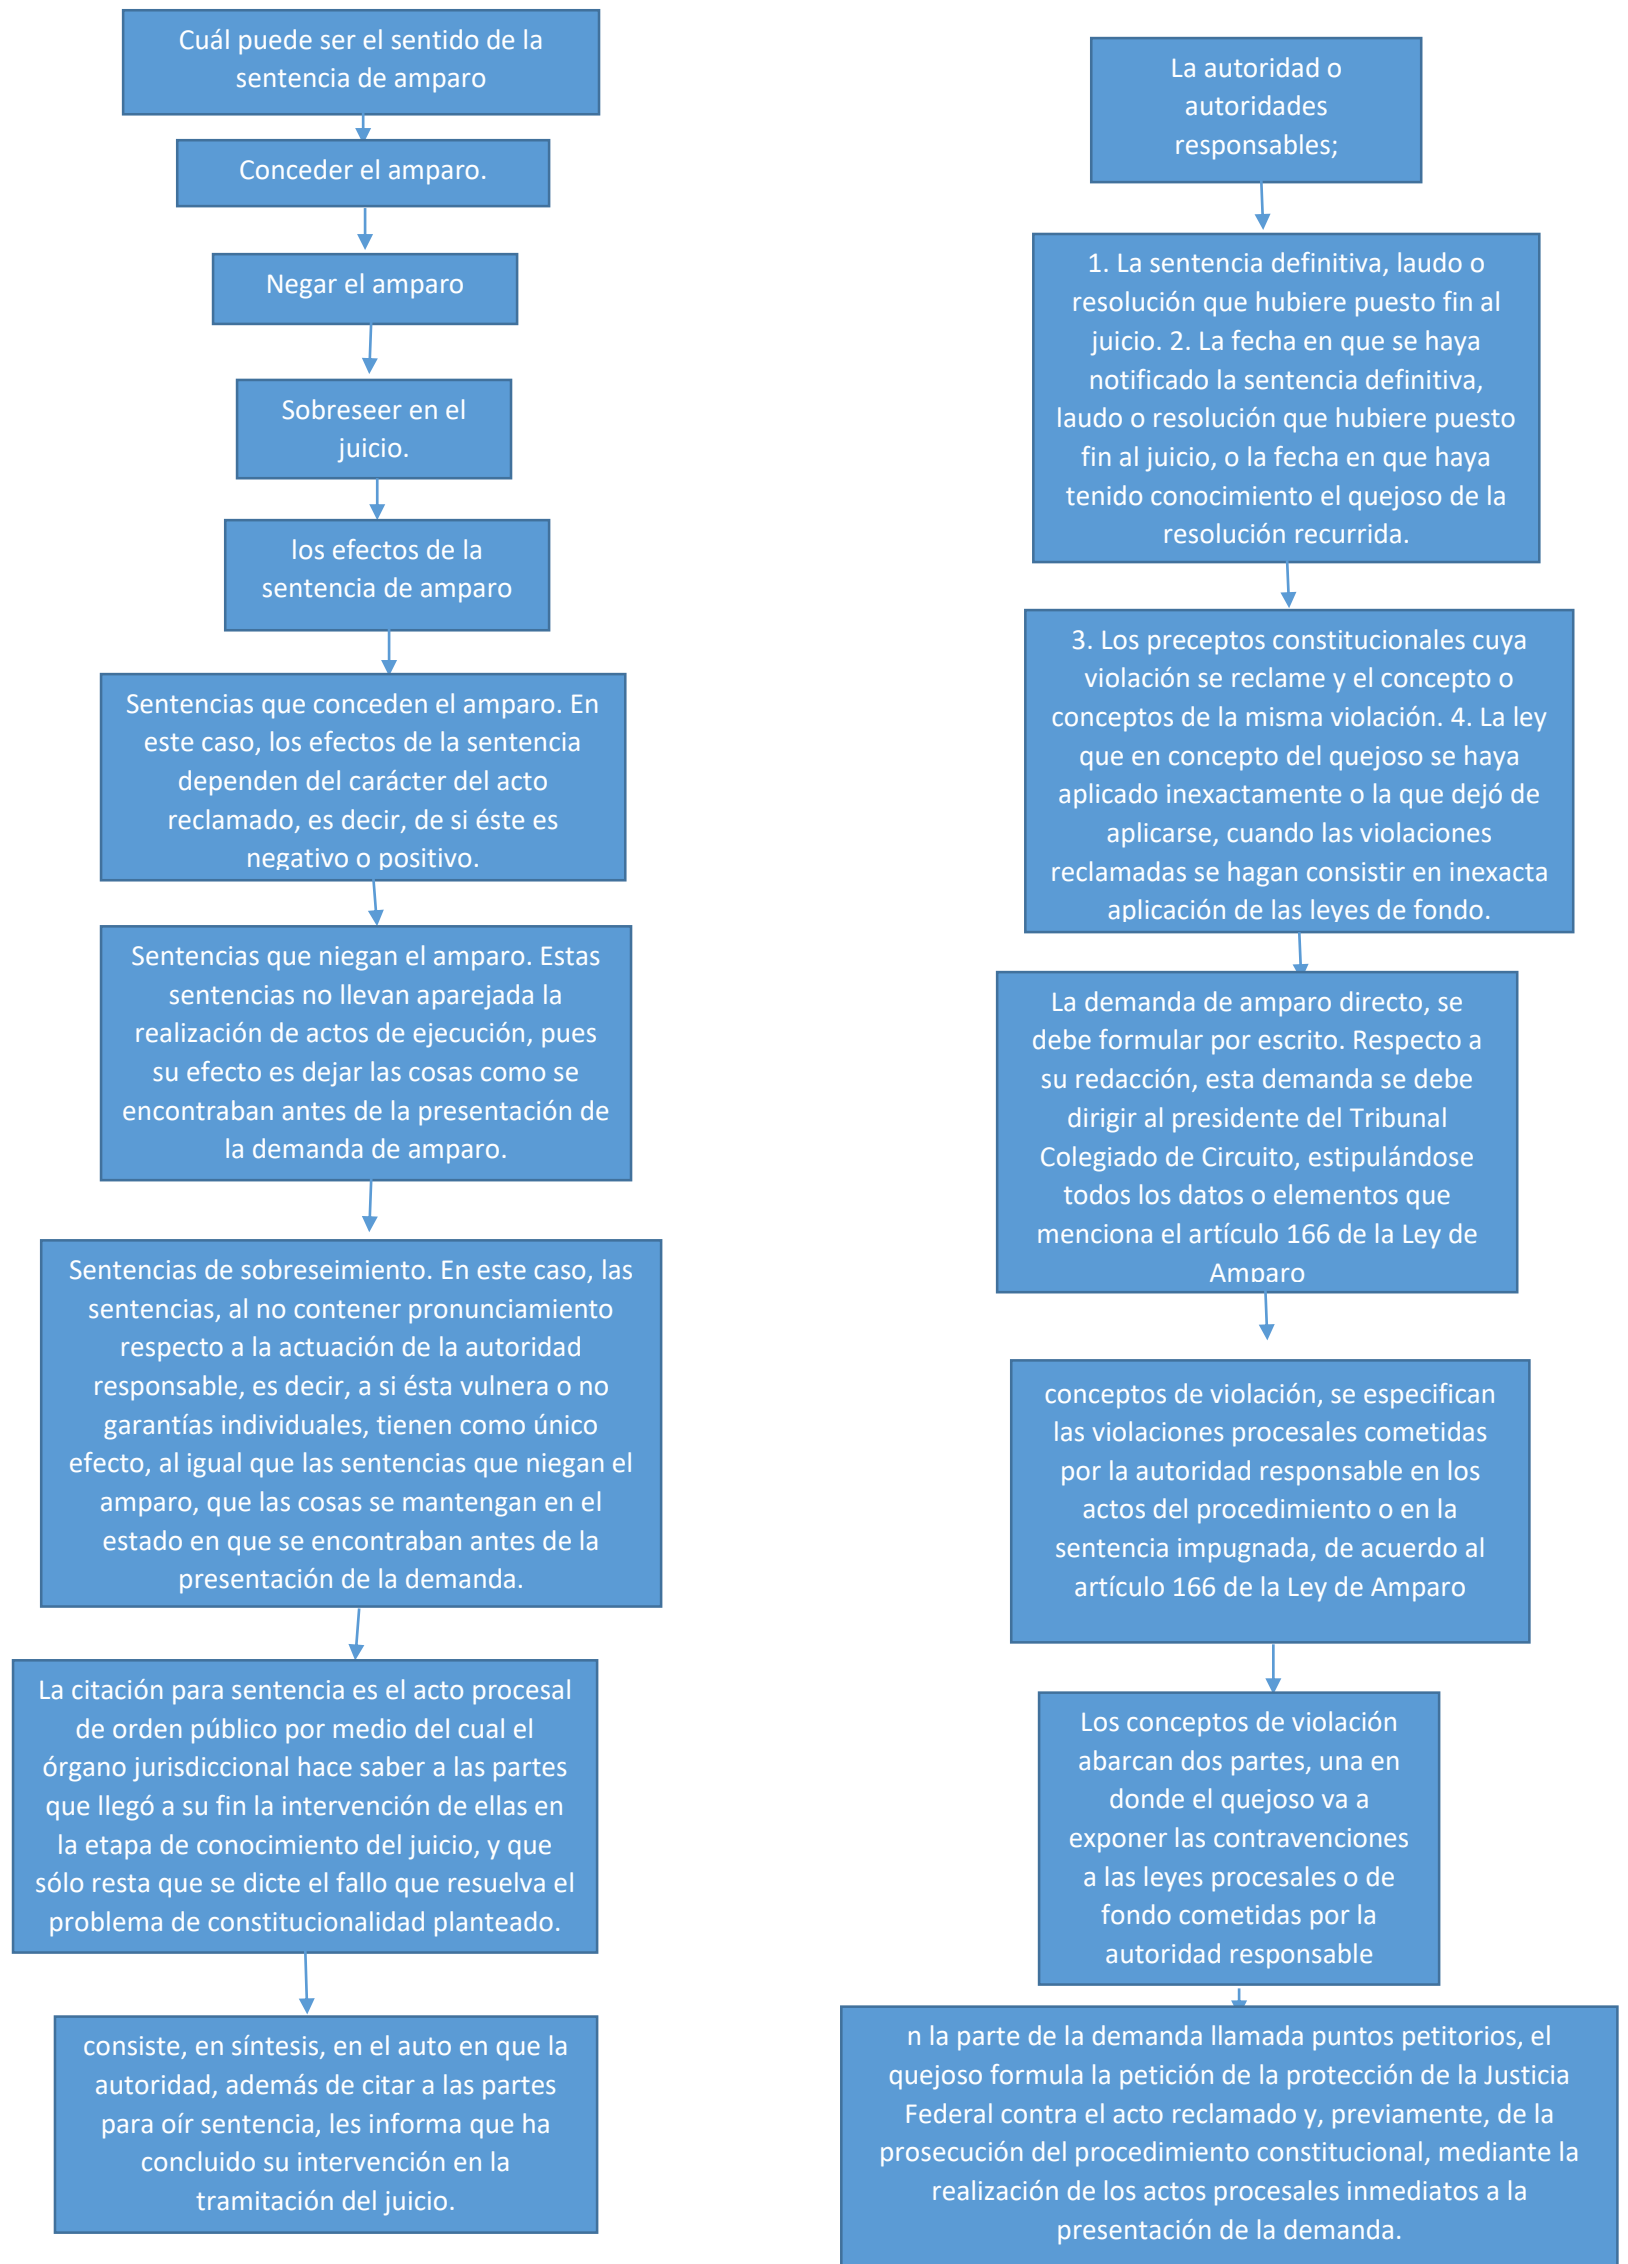 Cuál puede ser el sentido de la
sentencia de amparo
Conceder el amparo.
Negar el amparo
Sobreseer en el
juicio.
los efectos de la
sentencia de amparo
Sentencias que conceden el amparo. En
este caso, los efectos de la sentencia
dependen del carácter del acto
reclamado, es decir, de si éste es
negativo o positivo.
Sentencias que niegan el amparo. Estas
sentencias no llevan aparejada la
realización de actos de ejecución, pues
su efecto es dejar las cosas como se
encontraban antes de la presentación de
la demanda de amparo.
Sentencias de sobreseimiento. En este caso, las
sentencias, al no contener pronunciamiento
respecto a la actuación de la autoridad
responsable, es decir, a si ésta vulnera o no
garantías individuales, tienen como único
efecto, al igual que las sentencias que niegan el
amparo, que las cosas se mantengan en el
estado en que se encontraban antes de la
presentación de la demanda.
La citación para sentencia es el acto procesal
de orden público por medio del cual el
órgano jurisdiccional hace saber a las partes
que llegó a su fin la intervención de ellas en
la etapa de conocimiento del juicio, y que
sólo resta que se dicte el fallo que resuelva el
problema de constitucionalidad planteado.
consiste, en síntesis, en el auto en que la
autoridad, además de citar a las partes
para oír sentencia, les informa que ha
concluido su intervención en la
tramitación del juicio.
La autoridad o
autoridades
responsables;
1. La sentencia definitiva, laudo o
resolución que hubiere puesto fin al
juicio. 2. La fecha en que se haya
notificado la sentencia definitiva,
laudo o resolución que hubiere puesto
fin al juicio, o la fecha en que haya
tenido conocimiento el quejoso de la
resolución recurrida.
3. Los preceptos constitucionales cuya
violación se reclame y el concepto o
conceptos de la misma violación. 4. La ley
que en concepto del quejoso se haya
aplicado inexactamente o la que dejó de
aplicarse, cuando las violaciones
reclamadas se hagan consistir en inexacta
aplicación de las leyes de fondo.
La demanda de amparo directo, se
debe formular por escrito. Respecto a
su redacción, esta demanda se debe
dirigir al presidente del Tribunal
Colegiado de Circuito, estipulándose
todos los datos o elementos que
menciona el artículo 166 de la Ley de
Amparo
conceptos de violación, se especifican
las violaciones procesales cometidas
por la autoridad responsable en los
actos del procedimiento o en la
sentencia impugnada, de acuerdo al
artículo 166 de la Ley de Amparo
Los conceptos de violación
abarcan dos partes, una en
donde el quejoso va a
exponer las contravenciones
a las leyes procesales o de
fondo cometidas por la
autoridad responsable
n la parte de la demanda llamada puntos petitorios, el
quejoso formula la petición de la protección de la Justicia
Federal contra el acto reclamado y, previamente, de la
prosecución del procedimiento constitucional, mediante la
realización de los actos procesales inmediatos a la
presentación de la demanda.